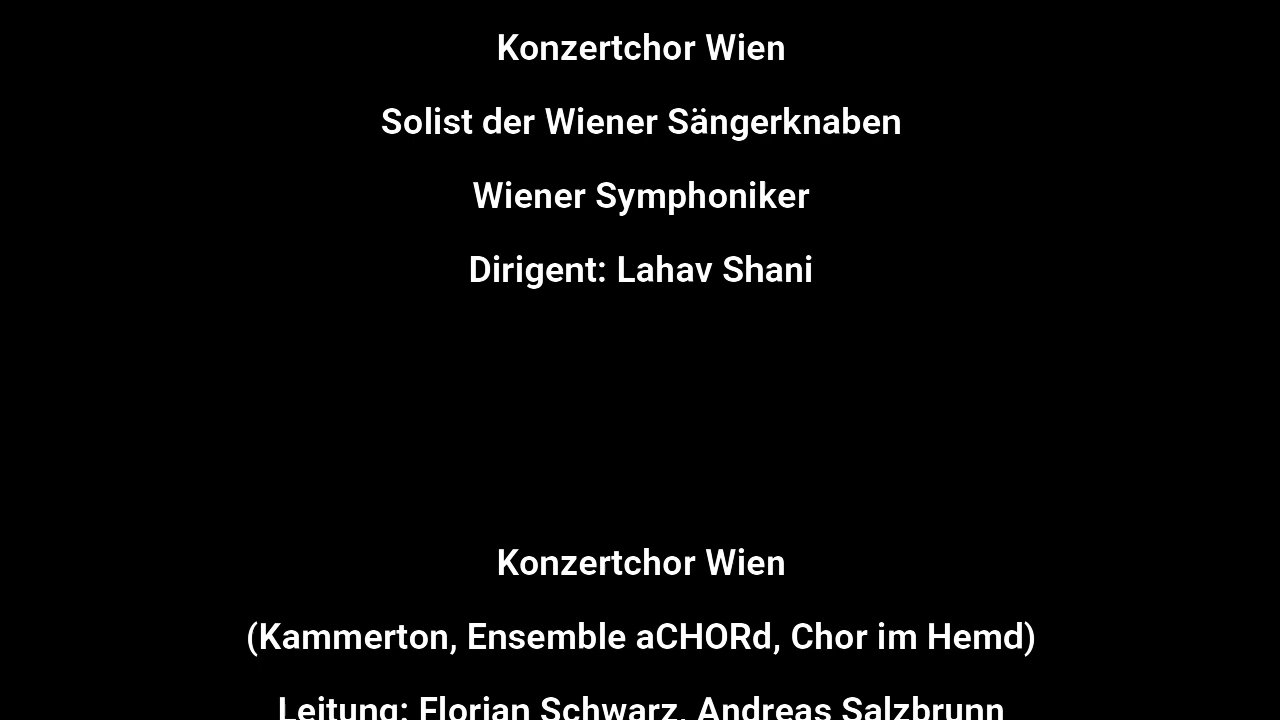 Konzertchor Wien
Solist der Wiener Sängerknaben
Wiener Symphoniker
Dirigent: Lahav Shani
Konzertchor Wien
(Kammerton, Ensemble aCHORd, Chor im Hemd)
Leitung: Florian Schwarz, Andreas Salzbrunn